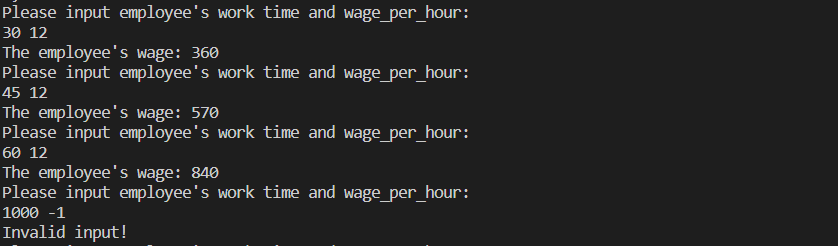 Please input employee's work time and wage_per_hour:
30 12
The employee's wage: 360
Please input employee's work time and wage_per_hour:
45 12
The employee's wage: 570
Please input employee's work time and wage_per_hour:
60 12
The employee's wage: 840
Please input employee's work time and wage_per_hour:
1000 -1
Invalid input!